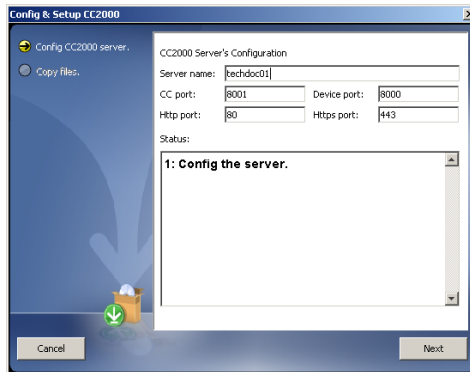 Config & Setup CC2000
Config CC2000 server.
Copy files.
CC2000 Server's Configuration
Server name: techdoc01
CC port: 8001 Device port: 8000
Http port: 80 Https port: 443
Status:
1: Config the server.
Cancel Next